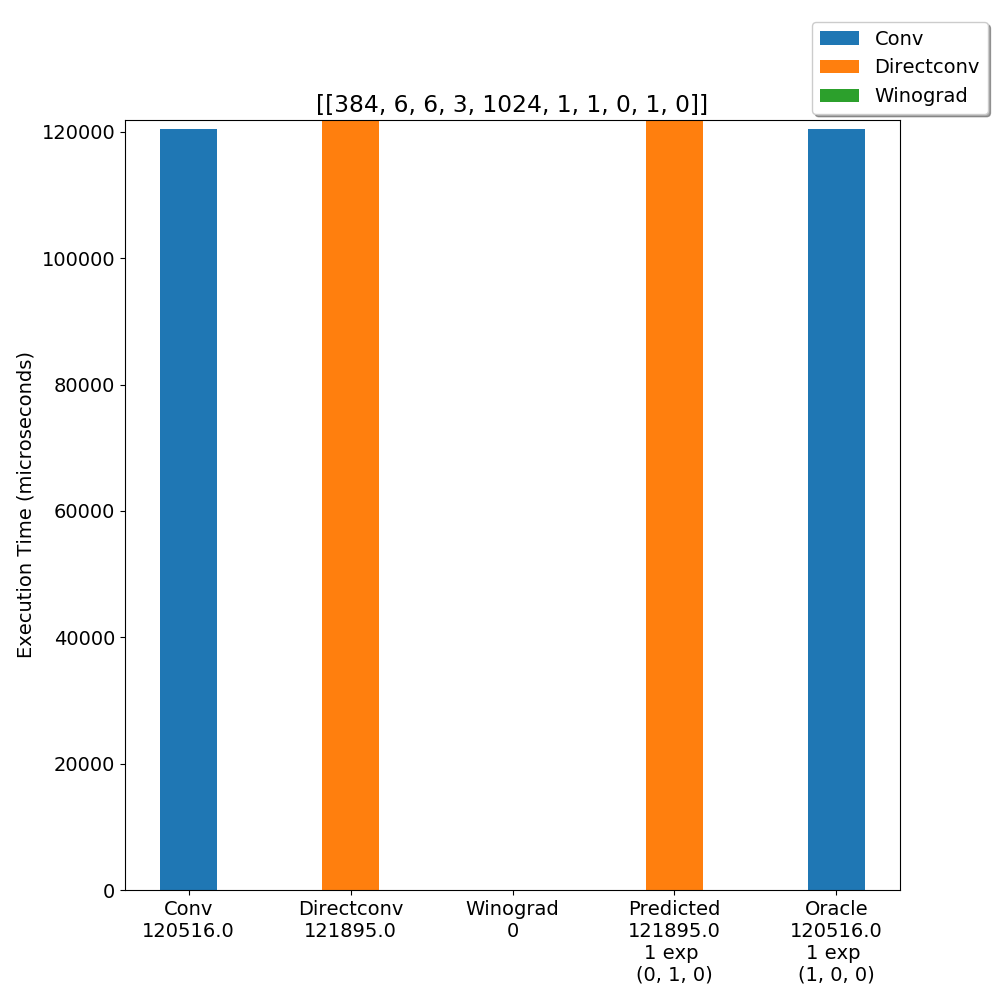 Conv
Directconv
Winograd
[[384, 6, 6, 3, 1024, 1, 1, 0, 1, 0]]
Execution Time (microseconds)
120000
100000
80000
60000
40000
20000
0
Conv
120516.0
Directconv
121895.0
Winograd
0
Predicted
121895.0
1 exp
(0, 1, 0)
Oracle
120516.0
1 exp
(1, 0, 0)